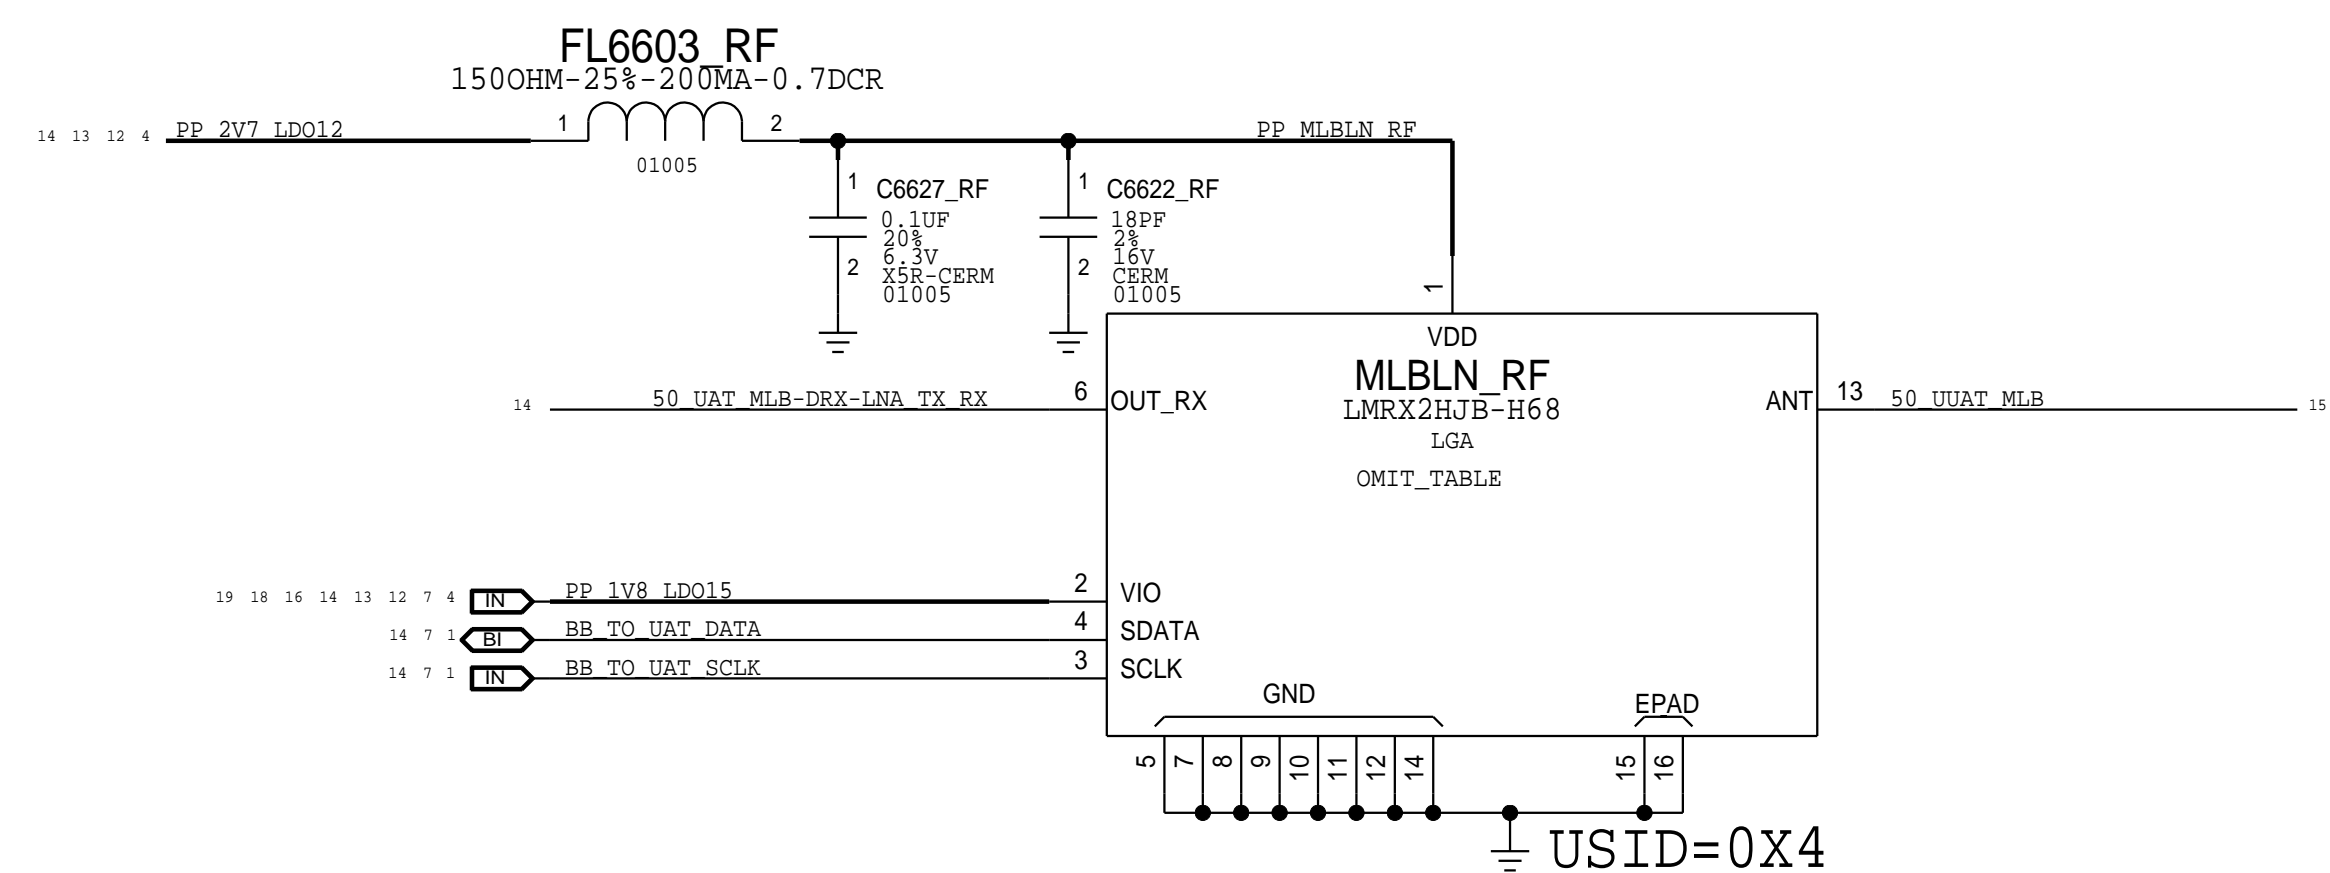 FL6603_RF
150OHM-25%-200MA-0.7DCR
14 13 12 4 PP_2V7_LDO12 1 2 PP_MLBLN_RF
01005
1 C6627_RF
0.1UF
20%
6.3V
2 X5R-CERM
01005
1 C6622_RF
18PF
2%
16V
2 CERM
01005
1
VDD
MLBLN_RF
LMRX2HJB-H68
LGA
OMIT_TABLE
14 50_UAT_MLB-DRX-LNA_TX_RX 6 OUT_RX
ANT 13 50_UUAT_MLB 15
19 18 16 14 13 12 7 4 IN PP_1V8_LDO15 2 VIO
14 7 1 BI BB_TO_UAT_DATA 4 SDATA
14 7 1 IN BB_TO_UAT_SCLK 3 SCLK
GND EPAD
5 7 8 9 10 11 12 14 15 16
USID=0X4